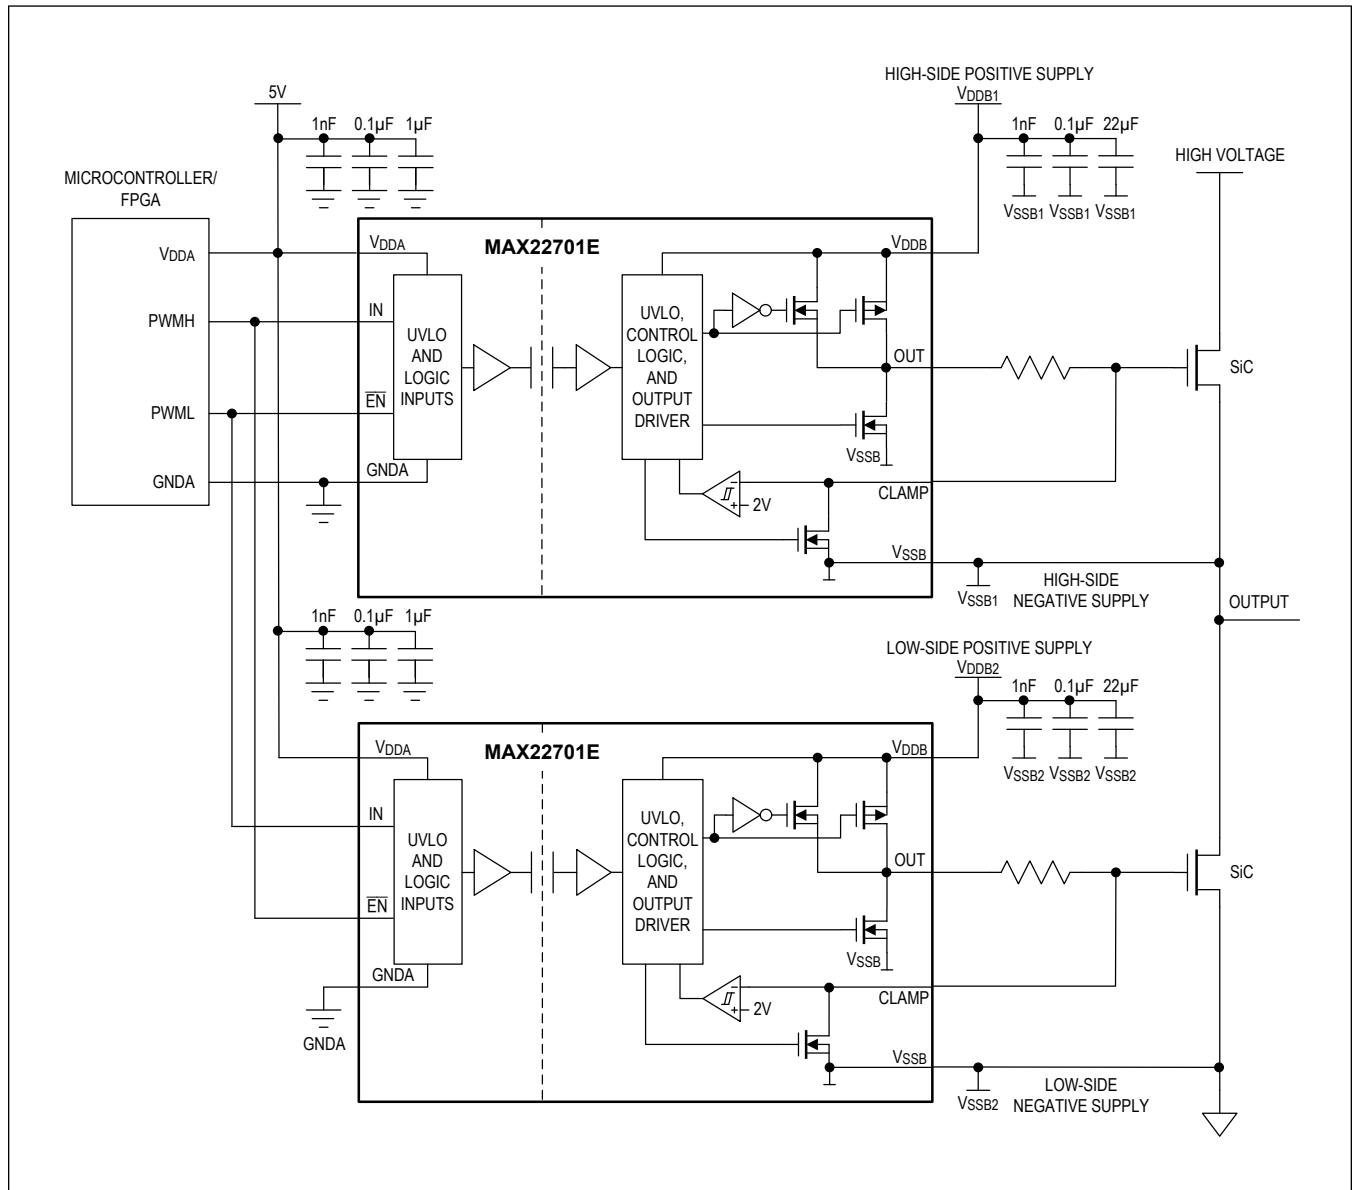 HIGH-SIDE POSITIVE SUPPLY
VDDB1
5V
1nF 0.1µF 1µF
1nF 0.1µF 22µF
VSSB1 VSSB1 VSSB1
HIGH VOLTAGE
MICROCONTROLLER/
FPGA
VDDA
PWMH
PWML
GNDA
VDDA
MAX22701E
VDDB
IN
EN
GNDA
UVLO
AND
LOGIC
INPUTS
UVLO,
CONTROL
LOGIC,
AND
OUTPUT
DRIVER
OUT
SiC
VSSB
CLAMP
- + 2V
VSSB
VSSB1
HIGH-SIDE
NEGATIVE SUPPLY
OUTPUT
1nF 0.1µF 1µF
LOW-SIDE POSITIVE SUPPLY
VDDB2
1nF 0.1µF 22µF
VSSB2 VSSB2 VSSB2
VDDA
MAX22701E
VDDB
IN
EN
GNDA
UVLO
AND
LOGIC
INPUTS
UVLO,
CONTROL
LOGIC,
AND
OUTPUT
DRIVER
OUT
SiC
VSSB
CLAMP
- + 2V
GNDA
VSSB
VSSB2
LOW-SIDE
NEGATIVE SUPPLY